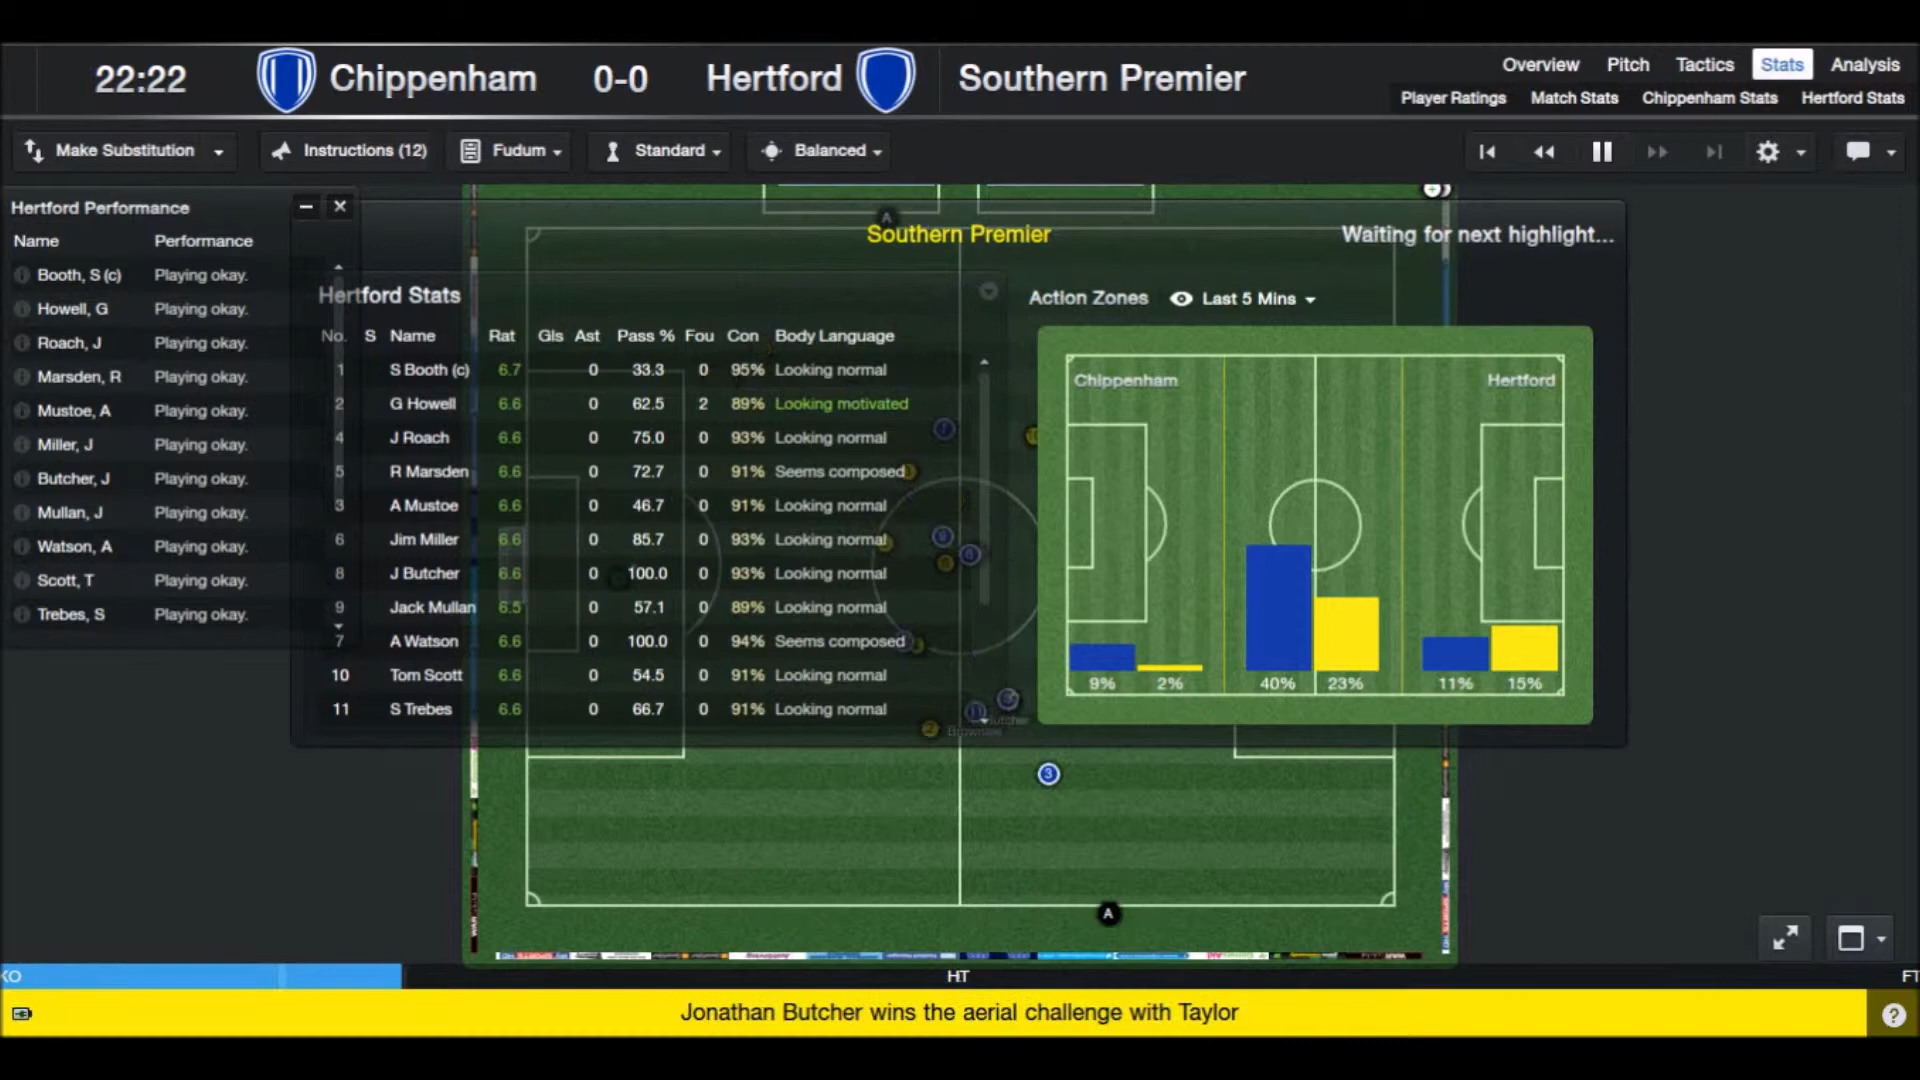 22:22 Chippenham 0-0 Hertford Southern Premier
Overview Pitch Tactics Stats Analysis
Player Ratings Match Stats Chippenham Stats Hertford Stats
Make Substitution Instructions (12) Fudum Standard Balanced
Hertford Performance
Name Performance
Booth, S (c) Playing okay.
Howell, G Playing okay.
Roach, J Playing okay.
Marsden, R Playing okay.
Mustoe, A Playing okay.
Miller, J Playing okay.
Butcher, J Playing okay.
Mullan, J Playing okay.
Watson, A Playing okay.
Scott, T Playing okay.
Trebes, S Playing okay.
A
Southern Premier
Waiting for next highlight...
Hertford Stats
No. S Name Rat Gls Ast Pass % Fou Con Body Language
1 S Booth (c) 6.7 0 33.3 0 95% Looking normal
2 G Howell 6.6 0 62.5 2 89% Looking motivated
4 J Roach 6.6 0 75.0 0 93% Looking normal
5 R Marsden 6.6 0 72.7 0 91% Seems composed
3 A Mustoe 6.6 0 46.7 0 91% Looking normal
6 Jim Miller 6.6 0 85.7 0 93% Looking normal
8 J Butcher 6.6 0 100.0 0 93% Looking normal
9 Jack Mullan 6.5 0 57.1 0 89% Looking normal
7 A Watson 6.6 0 100.0 0 94% Seems composed
10 Tom Scott 6.6 0 54.5 0 91% Looking normal
11 S Trebes 6.6 0 66.7 0 91% Looking normal
Action Zones Last 5 Mins
Chippenham Hertford
9% 2% 40% 23% 11% 15%
Butcher
Brownlee
3
A
KO HT FT
Jonathan Butcher wins the aerial challenge with Taylor
?